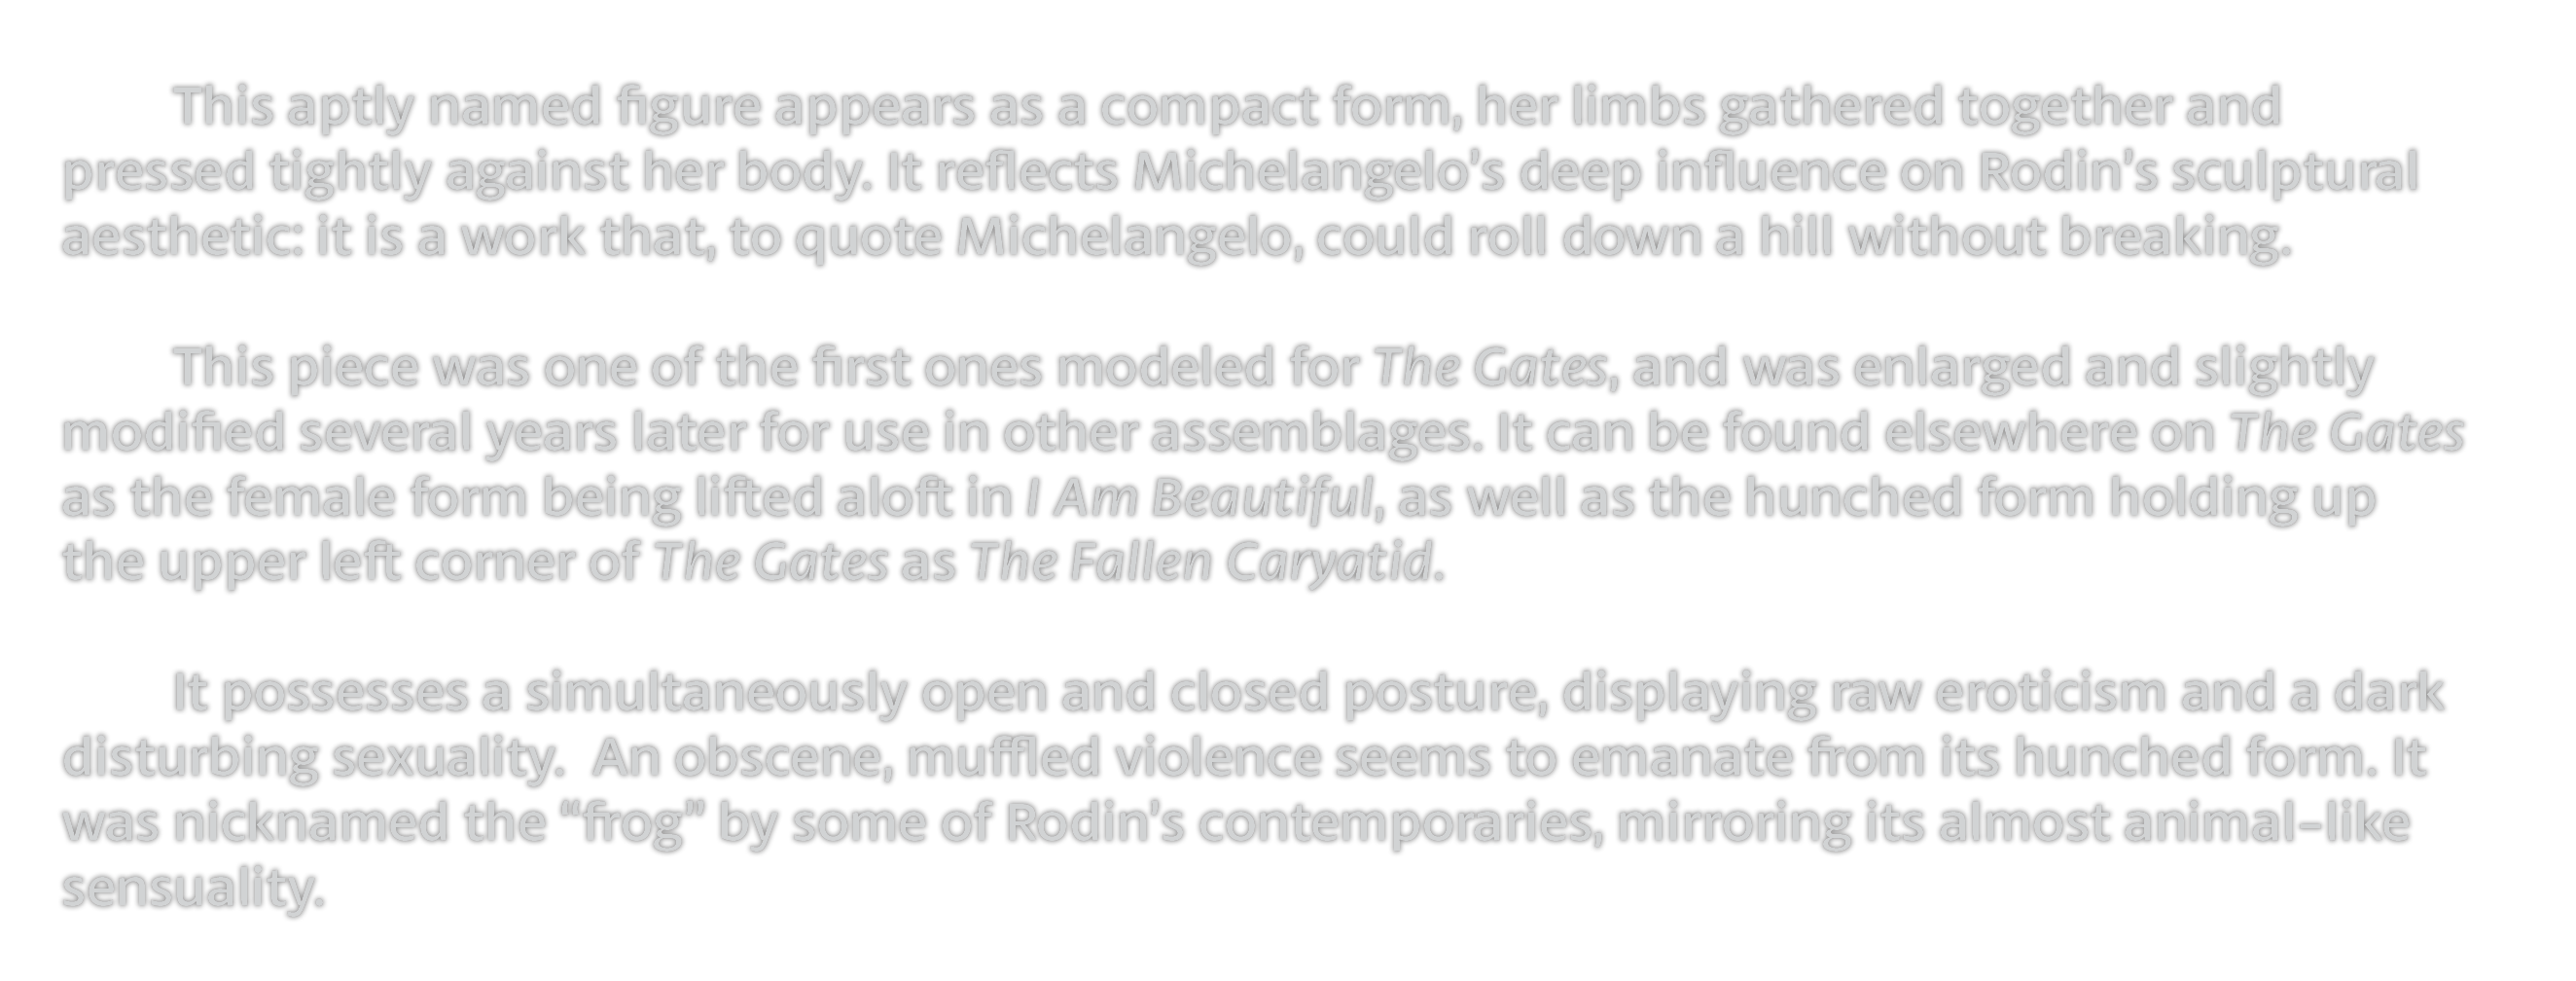 This aptly named figure appears as a compact form, her limbs gathered together and
pressed tightly against her body. It reflects Michelangelo’s deep influence on Rodin’s sculptural
aesthetic: it is a work that, to quote Michelangelo, could roll down a hill without breaking.
This piece was one of the first ones modeled for The Gates, and was enlarged and slightly
modified several years later for use in other assemblages. It can be found elsewhere on The Gates
as the female form being lifted aloft in I Am Beautiful, as well as the hunched form holding up
the upper left corner of The Gates as The Fallen Caryatid.
It possesses a simultaneously open and closed posture, displaying raw eroticism and a dark
disturbing sexuality.  An obscene, muffled violence seems to emanate from its hunched form. It
was nicknamed the “frog” by some of Rodin’s contemporaries, mirroring its almost animal-like
sensuality.